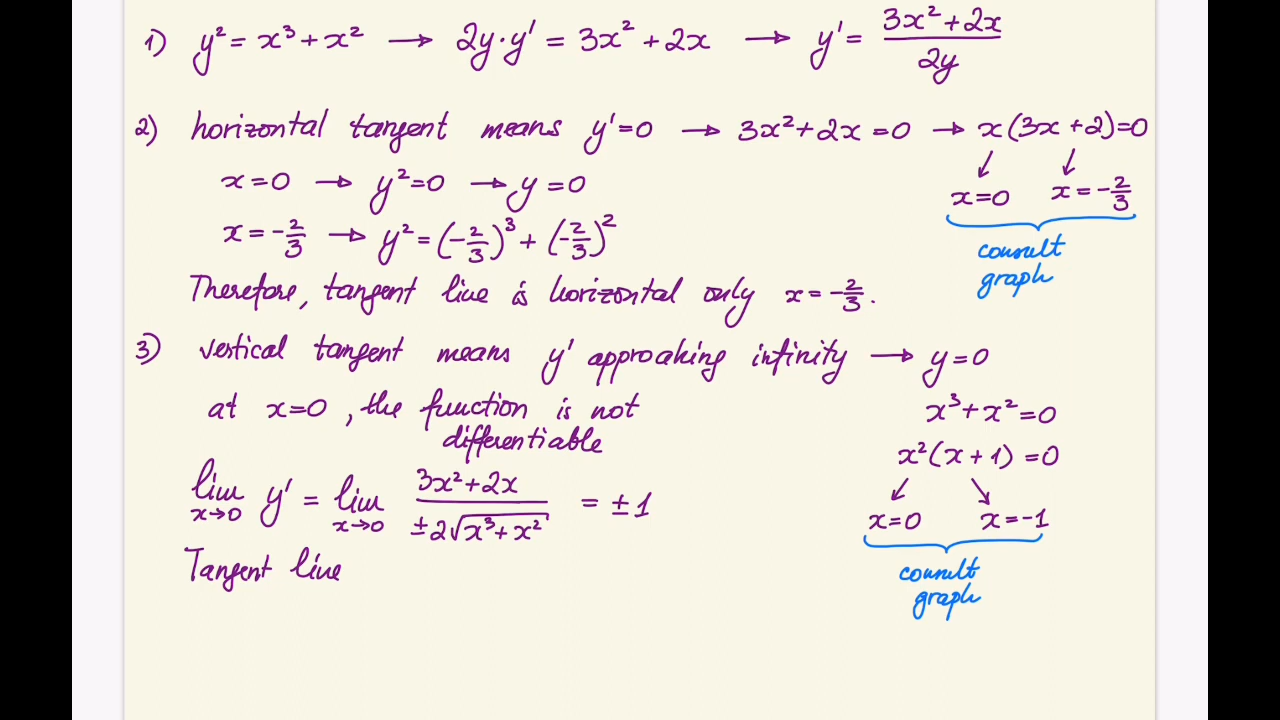 1) y² = x³ + x² → 2y·y' = 3x² + 2x → y' = (3x² + 2x)/(2y)
2) horizontal tangent means y'=0 → 3x² + 2x = 0 → x(3x + 2)=0
x=0 → y²=0 → y=0
x=0 x=-2/3
x=-2/3 → y² = (-2/3)³ + (-2/3)²
consult
graph
Therefore, tangent line is horizontal only x = -2/3.
3) vertical tangent means y' approaking infinity → y=0
at x=0, the function is not
differentiable
x³ + x² = 0
x²(x + 1) = 0
x=0 x=-1
lim x→0 y' = lim x→0 (3x² + 2x)/(±2√(x³ + x²)) = ±1
Tangent line
consult
graph